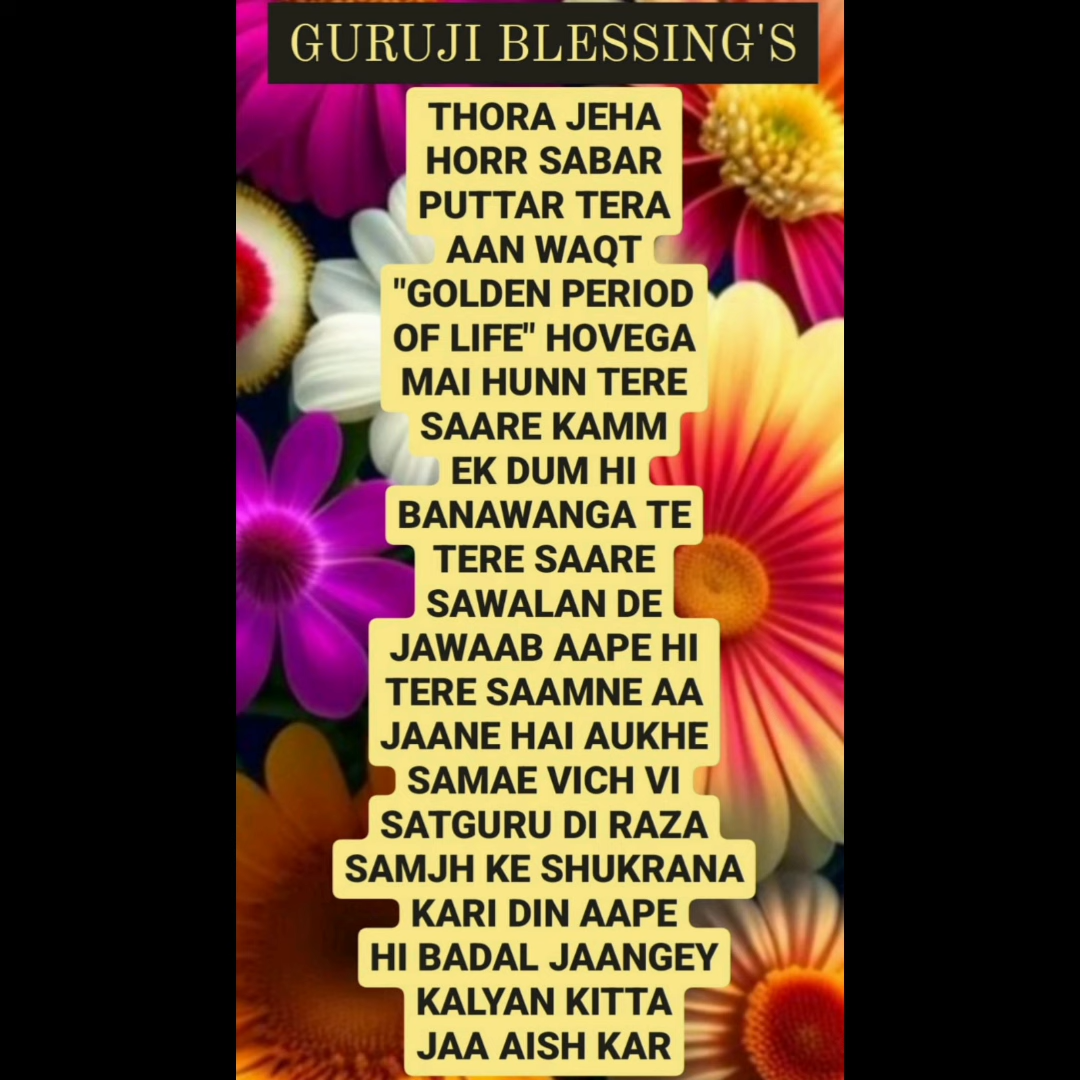 GURUJI BLESSING'S
THORA JEHA
HORR SABAR
PUTTAR TERA
AAN WAQT
"GOLDEN PERIOD
OF LIFE" HOVEGA
MAI HUNN TERE
SAARE KAMM
EK DUM HI
BANAWANGA TE
TERE SAARE
SAWALAN DE
JAWAAB AAPE HI
TERE SAAMNE AA
JAANE HAI AUKHE
SAMAE VICH VI
SATGURU DI RAZA
SAMJH KE SHUKRANA
KARI DIN AAPE
HI BADAL JAANGEY
KALYAN KITTA
JAA AISH KAR